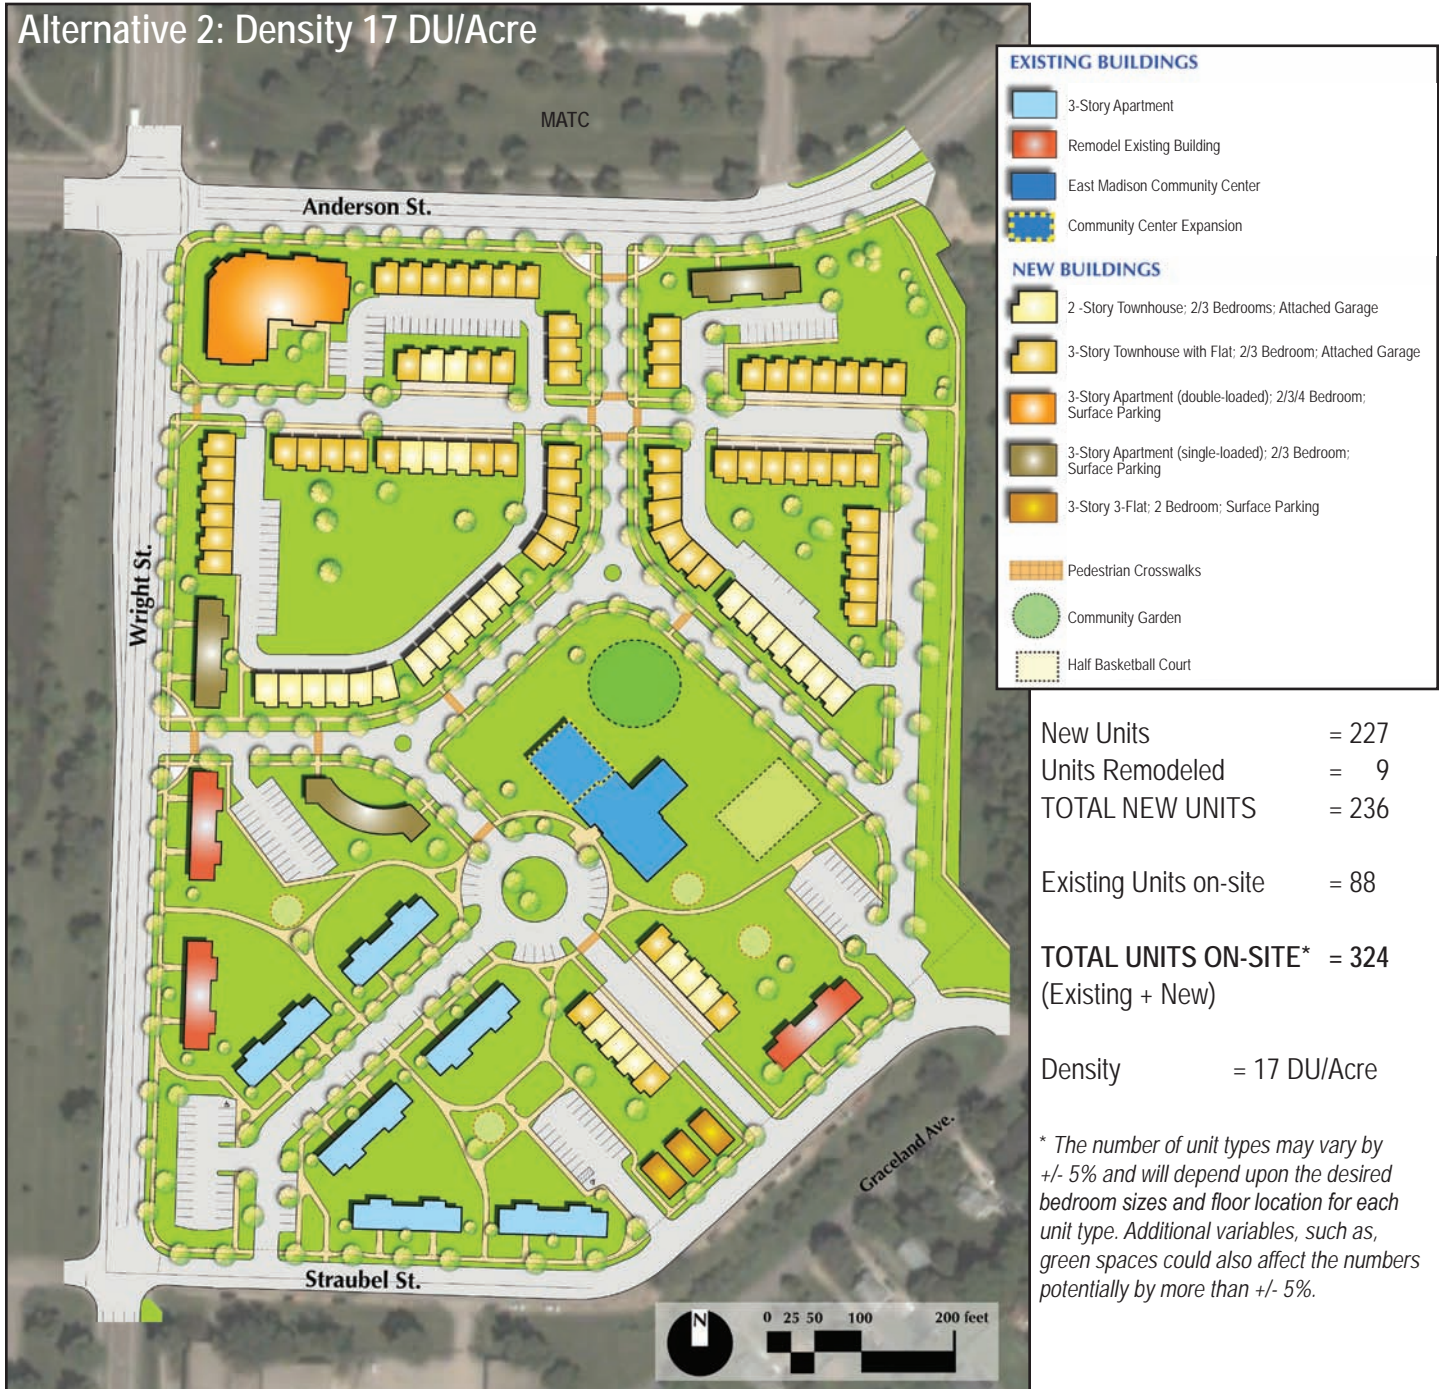 Alternative 2: Density 17 DU/Acre
MATC
Anderson St.
Wright St.
Graceland Ave.
Straubel St.
N
0 25 50 100 200 feet
EXISTING BUILDINGS
3-Story Apartment
Remodel Existing Building
East Madison Community Center
Community Center Expansion
NEW BUILDINGS
2 -Story Townhouse; 2/3 Bedrooms; Attached Garage
3-Story Townhouse with Flat; 2/3 Bedroom; Attached Garage
3-Story Apartment (double-loaded); 2/3/4 Bedroom;
Surface Parking
3-Story Apartment (single-loaded); 2/3 Bedroom;
Surface Parking
3-Story 3-Flat; 2 Bedroom; Surface Parking
Pedestrian Crosswalks
Community Garden
Half Basketball Court
New Units = 227
Units Remodeled = 9
TOTAL NEW UNITS = 236
Existing Units on-site = 88
TOTAL UNITS ON-SITE* = 324
(Existing + New)
Density = 17 DU/Acre
* The number of unit types may vary by
+/- 5% and will depend upon the desired
bedroom sizes and floor location for each
unit type. Additional variables, such as,
green spaces could also affect the numbers
potentially by more than +/- 5%.